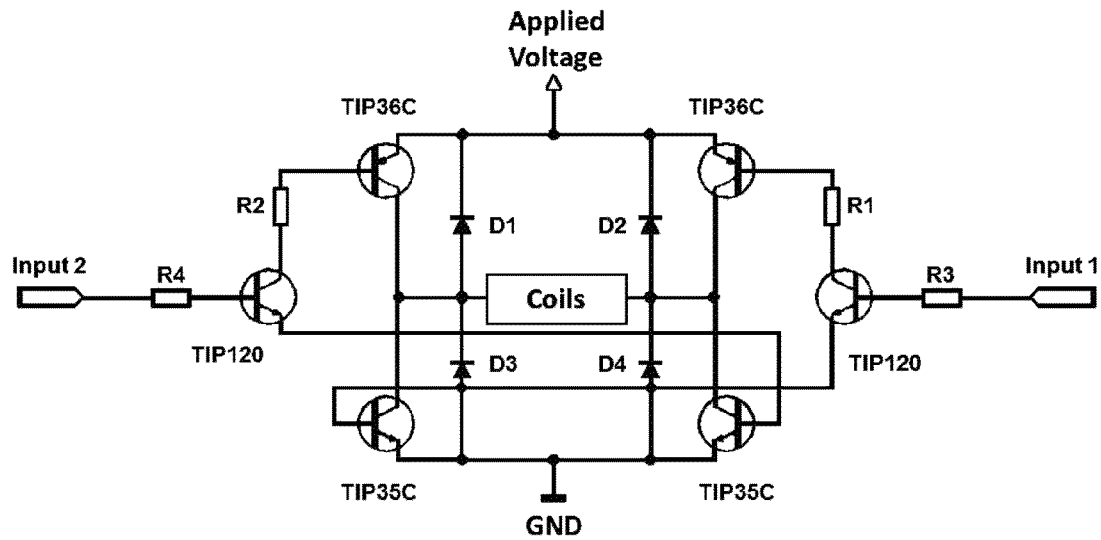 Applied
Voltage
TIP36C
TIP36C
R2
D1
D2
R1
Input 2
R4
Coils
R3
Input 1
TIP120
D3
D4
TIP120
TIP35C
TIP35C
GND